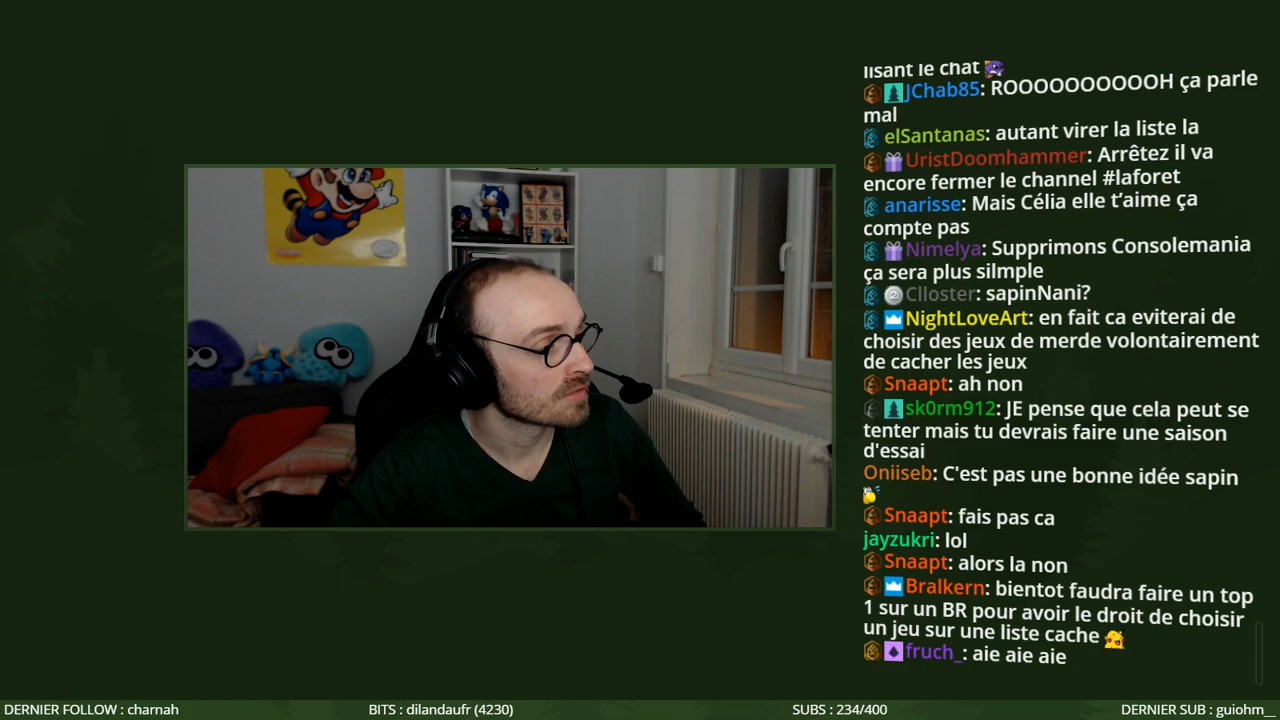 lisant le chat
JChab85: ROOOOOOOOOOH ça parle
mal
elSantanas: autant virer la liste la
UristDoomhammer: Arrêtez il va
encore fermer le channel #laforet
anarisse: Mais Célia elle t'aime ça
compte pas
Nimelya: Supprimons Consolemania
ça sera plus silmple
Clloster: sapinNani?
NightLoveArt: en fait ca eviterai de
choisir des jeux de merde volontairement
de cacher les jeux
Snaapt: ah non
sk0rm912: JE pense que cela peut se
tenter mais tu devrais faire une saison
d'essai
Oniiseb: C'est pas une bonne idée sapin
Snaapt: fais pas ca
jayzukri: lol
Snaapt: alors la non
Bralkern: bientot faudra faire un top
1 sur un BR pour avoir le droit de choisir
un jeu sur une liste cache
fruch_: aie aie aie
DERNIER FOLLOW : charnah
BITS : dilandaufr (4230)
SUBS : 234/400
DERNIER SUB : guiohm__